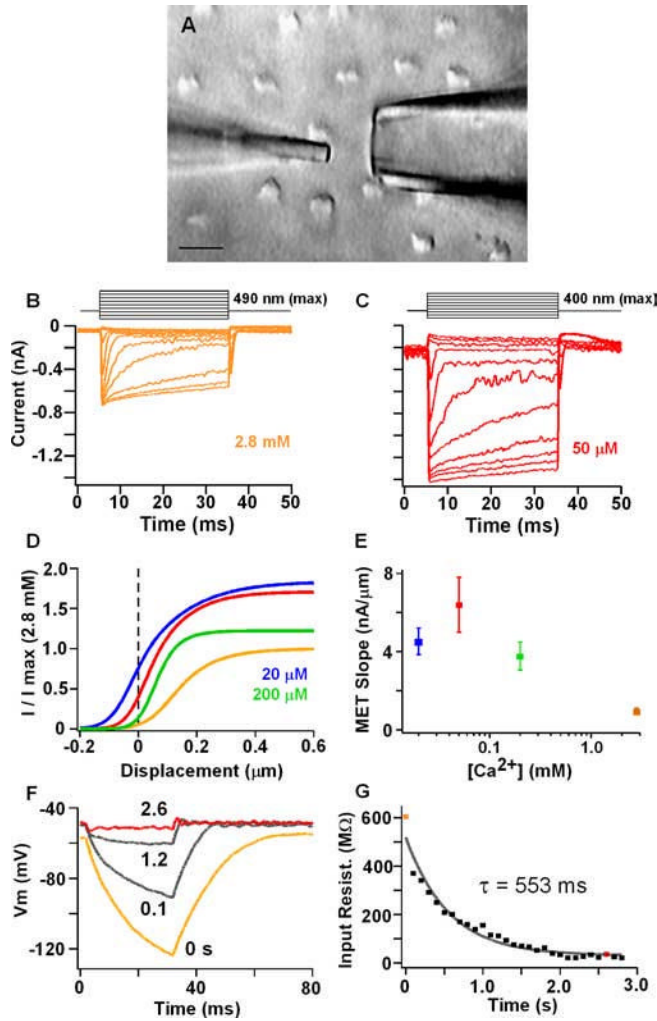 A
B
490 nm (max)
0
-0.4
-0.8
-1.2
Current (nA)
2.8 mM
0 10 20 30 40 50
Time (ms)
C
400 nm (max]
50 μM
0 10 20 30 40 50
Time (ms)
D
2.0
1.5
1.0
0.5
0
I / I max (2.8 mM)
20 μM
200 μM
-0.2 0 0.2 0.4 0.6
Displacement (μm)
E
8
4
0
MET Slope (nA/μm)
0.1 1.0
[Ca2+] (mM)
F
-40
-80
-120
Vm (mV)
2.6
1.2
0.1
0 s
0 20 40 60 80
Time (ms)
G
600
400
200
0
Input Resist. (MΩ)
τ = 553 ms
0 1.0 2.0 3.0
Time (s)